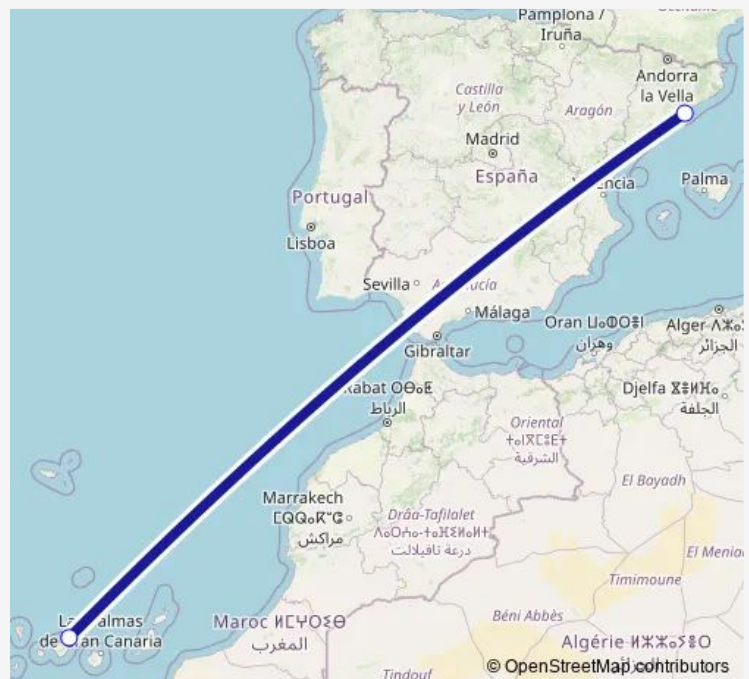 Pamplona /
Iruña
Andorra
la Vella
Castilla
y León
Aragón
Madrid
España
Palma
Portugal
Lisboa
Sevilla
Málaga
Gibraltar
Oran
وهران
Alger
الجزائر
الرباط
Djelfa
الجلفة
Oriental
الشرقية
El Bayadh
Marrakech
مراكش
Drâa-Tafilalet
درعة تافيلالت
Timimoune
Béni Abbès
Maroc ⵍⵎⵖⵔⵉⴱ
المغرب
Algérie
Tindouf
© OpenStreetMap contributors